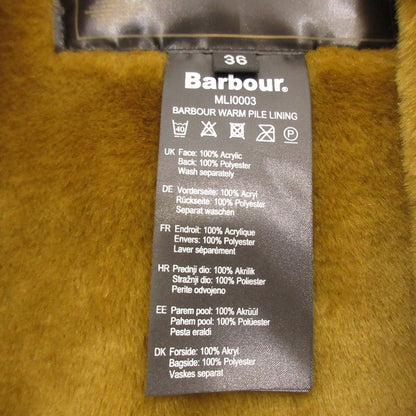 36
Barbour.
MLI0003
BARBOUR WARM PILE LINING
40 P
UK Face: 100% Acrylic
Back: 100% Polyester
Wash separately
DE Vorderseite: 100% Acryl
Rückseite: 100% Polyester
Separat waschen
FR Endroit: 100% Acrylique
Envers: 100% Polyester
Laver séparément
HR Prednji dio: 100% Akrilik
Stražnji dio: 100% Poliester
Perite odvojeno
EE Parem pool: 100% Akrüül
Pahem pool: 100% Polüester
Pesta eraldi
DK Forside: 100% Akryl
Bagside: 100% Polyester
Vaskes separat